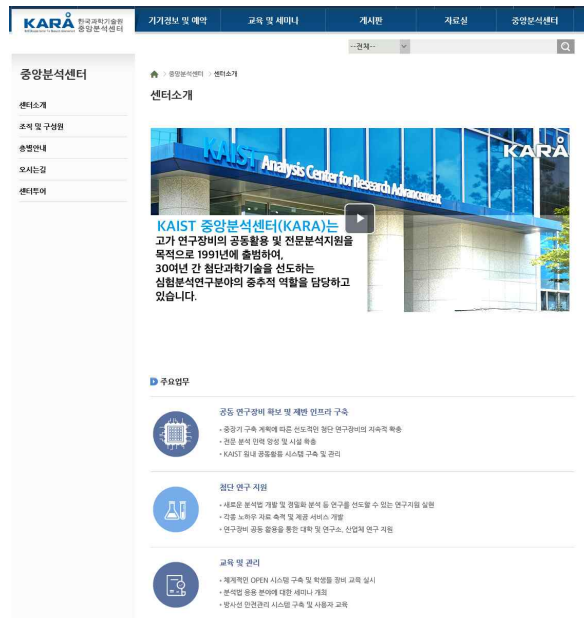 KARA 한국과학기술원
중앙분석센터
기기정보 및 예약 교육 및 세미나 게시판 자료실 중앙분석센터
--전체--
중앙분석센터
센터소개
조직 및 구성원
층별안내
오시는길
센터투어
중앙분석센터 > 센터소개
센터소개
KAIST Analysis Center for Research Advancement
KARA
KAIST 중앙분석센터(KARA)는
고가 연구장비의 공동활용 및 전문분석지원을
목적으로 1991년에 출범하여,
30여년 간 첨단과학기술을 선도하는
실험분석연구분야의 중추적 역할을 담당하고
있습니다.
주요업무
공동 연구장비 확보 및 제반 인프라 구축
• 중장기 구축 계획에 따른 선도적인 첨단 연구장비의 지속적 확충
• 전문 분석 인력 양성 및 시설 확충
• KAIST 원내 공동활용 시스템 구축 및 관리
첨단 연구 지원
• 새로운 분석법 개발 및 정밀화 분석 등 연구를 선도할 수 있는 연구지원 실현
• 각종 노하우 자료 축적 및 제공 서비스 개발
• 연구장비 공동 활용을 통한 대학 및 연구소, 산업체 연구 지원
교육 및 관리
• 체계적인 OPEN 시스템 구축 및 학생들 장비 교육 실시
• 분석법 응용 분야에 대한 세미나 개최
• 방사선 안전관리 시스템 구축 및 사용자 교육